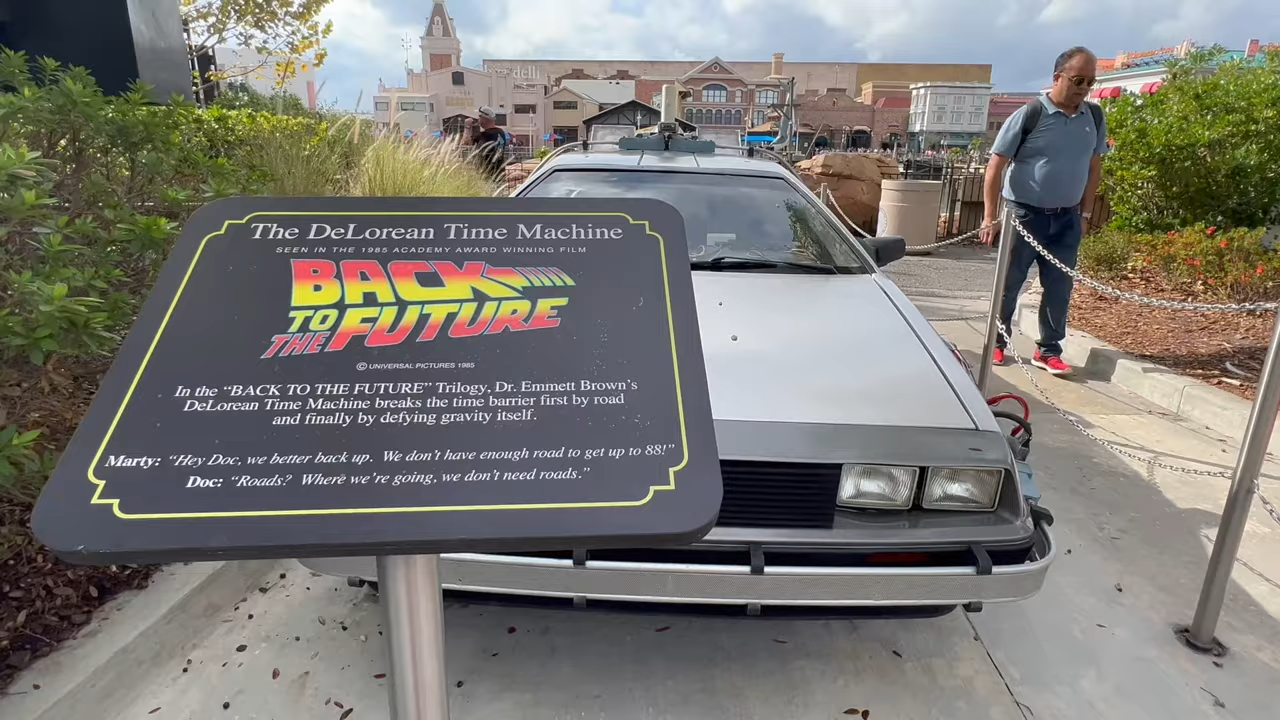 The DeLorean Time Machine
SEEN IN THE 1985 ACADEMY AWARD WINNING FILM
BACK
TO
THE FUTURE
© UNIVERSAL PICTURES 1985
In the “BACK TO THE FUTURE” Trilogy, Dr. Emmett Brown’s
DeLorean Time Machine breaks the time barrier first by road
and finally by defying gravity itself.
Marty: “Hey Doc, we better back up. We don’t have enough road to get up to 88!”
Doc: “Roads? Where we’re going, we don’t need roads.”